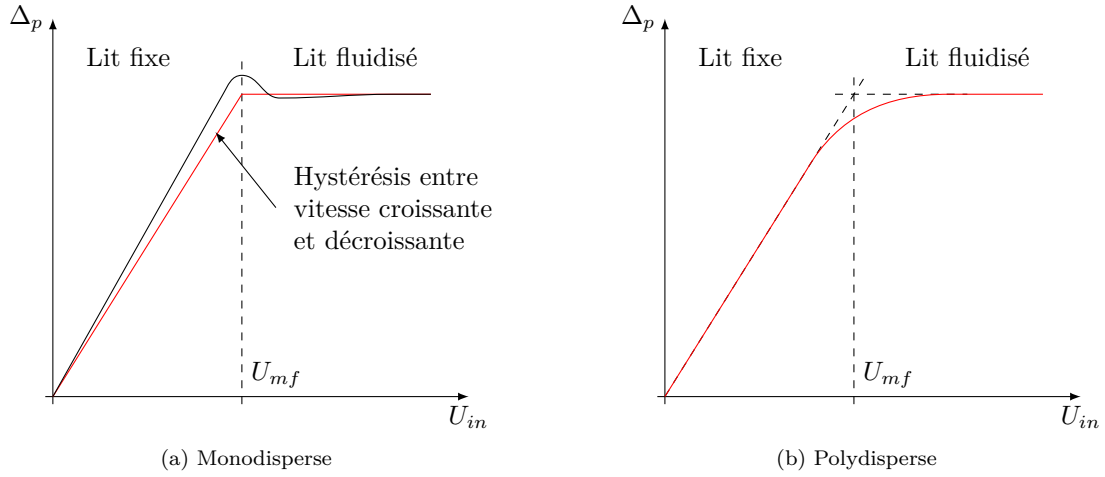 Δp
Lit fixe
Lit fluidisé
Hystérésis entre
vitesse croissante
et décroissante
Umf
Uin
(a) Monodisperse
Δp
Lit fixe
Lit fluidisé
Umf
Uin
(b) Polydisperse